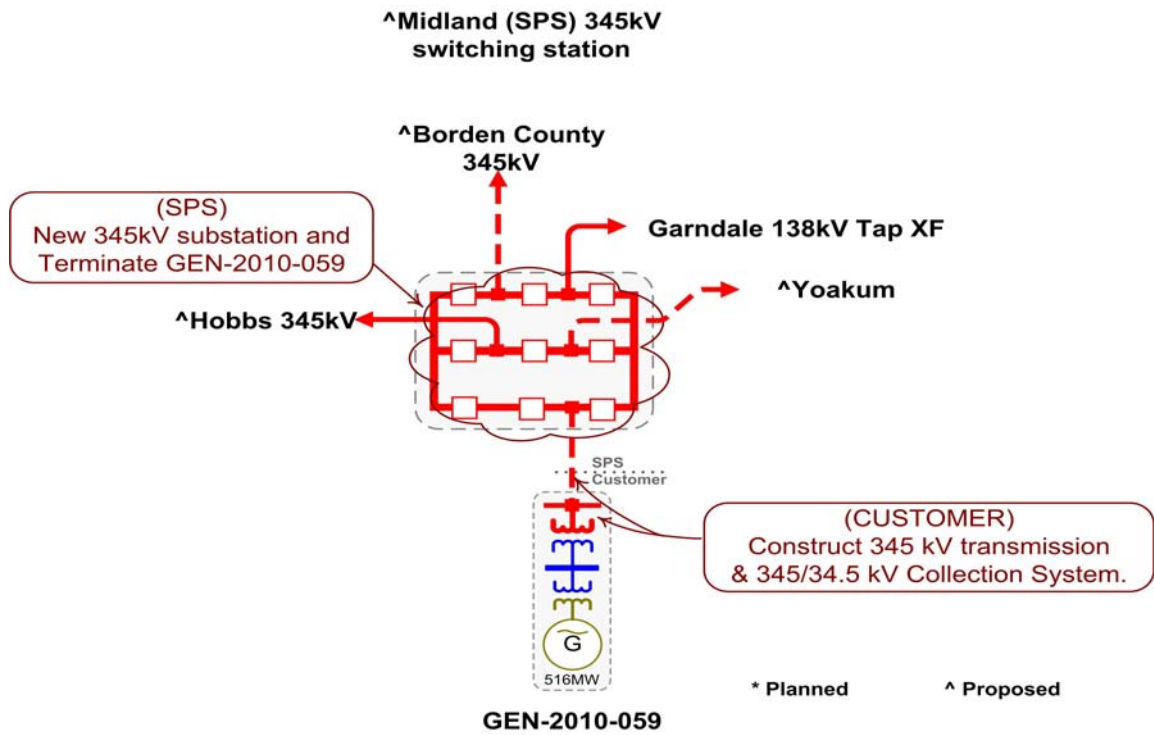 ^Midland (SPS) 345kV
switching station
^Borden County
345kV
(SPS)
New 345kV substation and
Terminate GEN-2010-059
Garndale 138kV Tap XF
^Yoakum
^Hobbs 345kV
SPS
Customer
(CUSTOMER)
Construct 345 kV transmission
& 345/34.5 kV Collection System.
G
516MW
* Planned
^ Proposed
GEN-2010-059